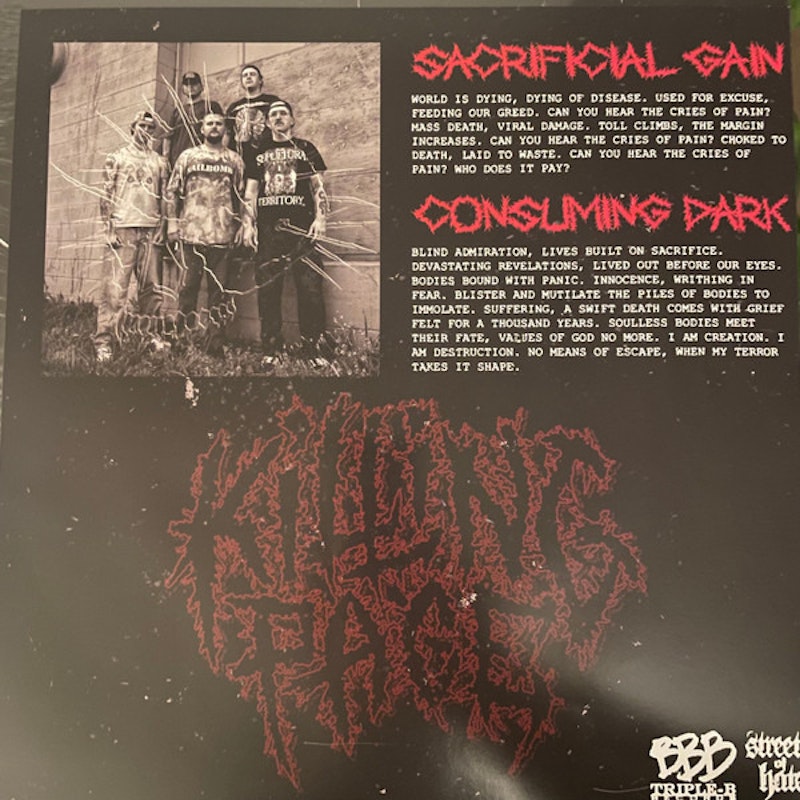 SACRIFICIAL GAIN
WORLD IS DYING, DYING OF DISEASE. USED FOR EXCUSE,
FEEDING OUR GREED. CAN YOU HEAR THE CRIES OF PAIN?
MASS DEATH, VIRAL DAMAGE. TOLL CLIMBS, THE MARGIN
INCREASES. CAN YOU HEAR THE CRIES OF PAIN? CHOKED TO
DEATH, LAID TO WASTE. CAN YOU HEAR THE CRIES OF
PAIN? WHO DOES IT PAY?
CONSUMING DARK
BLIND ADMIRATION, LIVES BUILT ON SACRIFICE.
DEVASTATING REVELATIONS, LIVED OUT BEFORE OUR EYES.
BODIES BOUND WITH PANIC. INNOCENCE, WRITHING IN
FEAR. BLISTER AND MUTILATE THE PILES OF BODIES TO
IMMOLATE. SUFFERING, A SWIFT DEATH COMES WITH GRIEF
FELT FOR A THOUSAND YEARS. SOULLESS BODIES MEET
THEIR FATE, VALUES OF GOD NO MORE. I AM CREATION. I
AM DESTRUCTION. NO MEANS OF ESCAPE, WHEN MY TERROR
TAKES IT SHAPE.
NAILBOMB
SEPULTURA
TERRITORY
KILLING
PACE
BBB
TRIPLE-B
street
of
hate